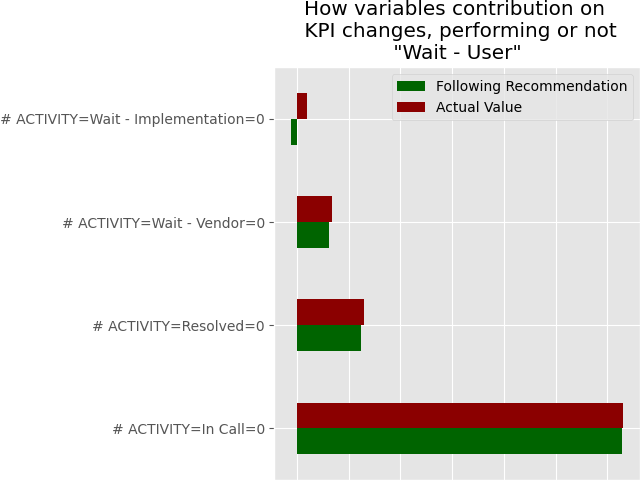 How variables contribution on
KPI changes, performing or not
"Wait - User"
Following Recommendation
Actual Value
# ACTIVITY=Wait - Implementation=0
# ACTIVITY=Wait - Vendor=0
# ACTIVITY=Resolved=0
# ACTIVITY=In Call=0